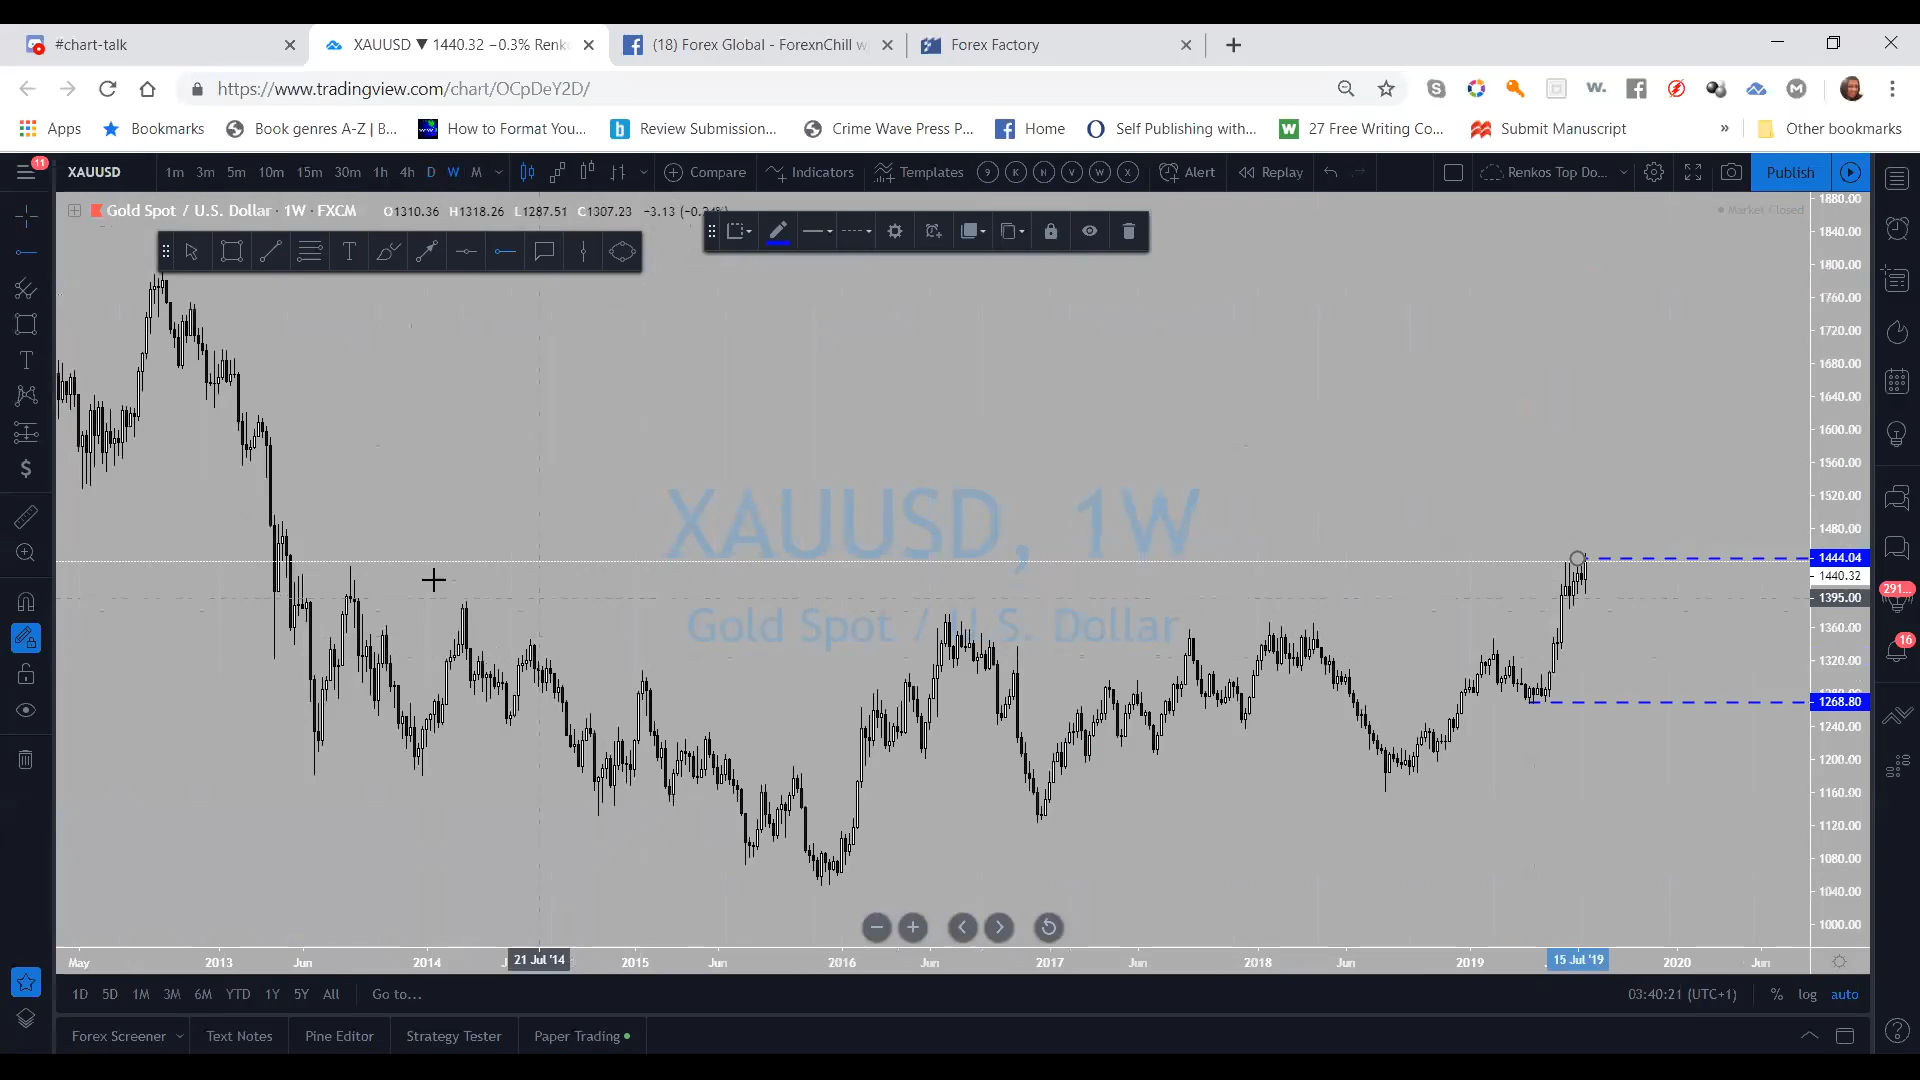 #chart-talk
XAUUSD ▼ 1440.32 −0.3% Renk
(18) Forex Global - ForexnChill w
Forex Factory
https://www.tradingview.com/chart/OCpDeY2D/
Apps
Bookmarks
Book genres A-Z | B...
How to Format You...
Review Submission...
Crime Wave Press P...
Home
Self Publishing with...
27 Free Writing Co...
Submit Manuscript
»
Other bookmarks
11
XAUUSD
1m 3m 5m 10m 15m 30m 1h 4h D W M
Compare
Indicators
Templates
9 K N V W X
Alert
Replay
Renkos Top Do...
Publish
Gold Spot / U.S. Dollar · 1W · FXCM O1310.36 H1318.26 L1287.51 C1307.23 −3.13
Market Closed
XAUUSD, 1W
Gold Spot / U.S. Dollar
1880.00
1840.00
1800.00
1760.00
1720.00
1680.00
1640.00
1600.00
1560.00
1520.00
1480.00
1444.04
1440.32
1395.00
1360.00
1320.00
1268.80
1240.00
1200.00
1160.00
1120.00
1080.00
1040.00
1000.00
291...
16
May 2013 Jun 2014 21 Jul '14 2015 Jun 2016 Jun 2017 Jun 2018 Jun 2019 15 Jul '19 2020 Jun
1D 5D 1M 3M 6M YTD 1Y 5Y All Go to...
03:40:21 (UTC+1) % log auto
Forex Screener Text Notes Pine Editor Strategy Tester Paper Trading